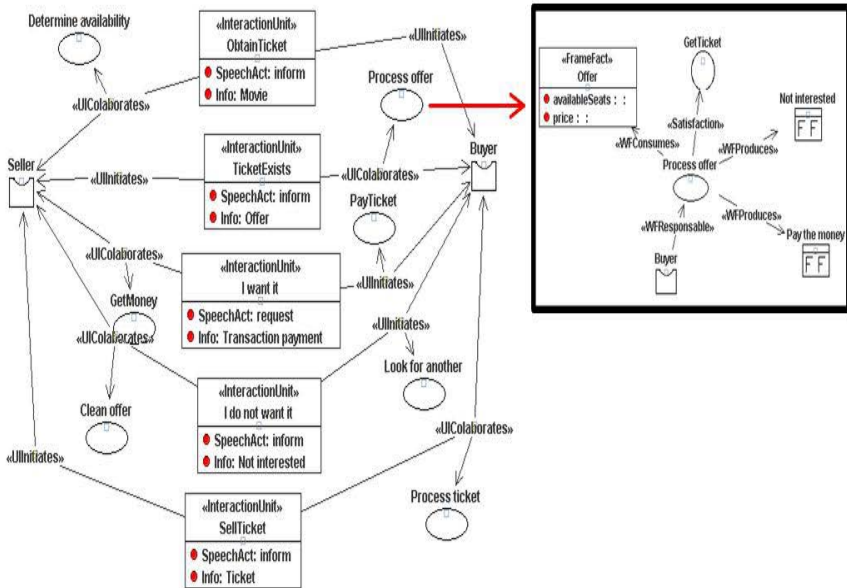 Determine availability
«InteractionUnit»
ObtainTicket
SpeechAct: inform
Info: Movie
«UIInitiates»
«UIColaborates»
Process offer
Seller
Buyer
«UIInitiates»
«InteractionUnit»
TicketExists
SpeechAct: inform
Info: Offer
«UIColaborates»
PayTicket
«UIColaborates»
«InteractionUnit»
I want it
SpeechAct: request
Info: Transaction payment
«UIInitiates»
GetMoney
«UIColaborates»
«UIInitiates»
Look for another
«InteractionUnit»
I do not want it
SpeechAct: inform
Info: Not interested
Clean offer
«UIColaborates»
«UIInitiates»
«InteractionUnit»
SellTicket
SpeechAct: inform
Info: Ticket
Process ticket
«FrameFact»
Offer
availableSeats : :
price : :
GetTicket
Not interested
F F
«Satisfaction»
«WFConsumes»
«WFProduces»
Process offer
«WFResponsable»
«WFProduces»
Buyer
Pay the money
F F